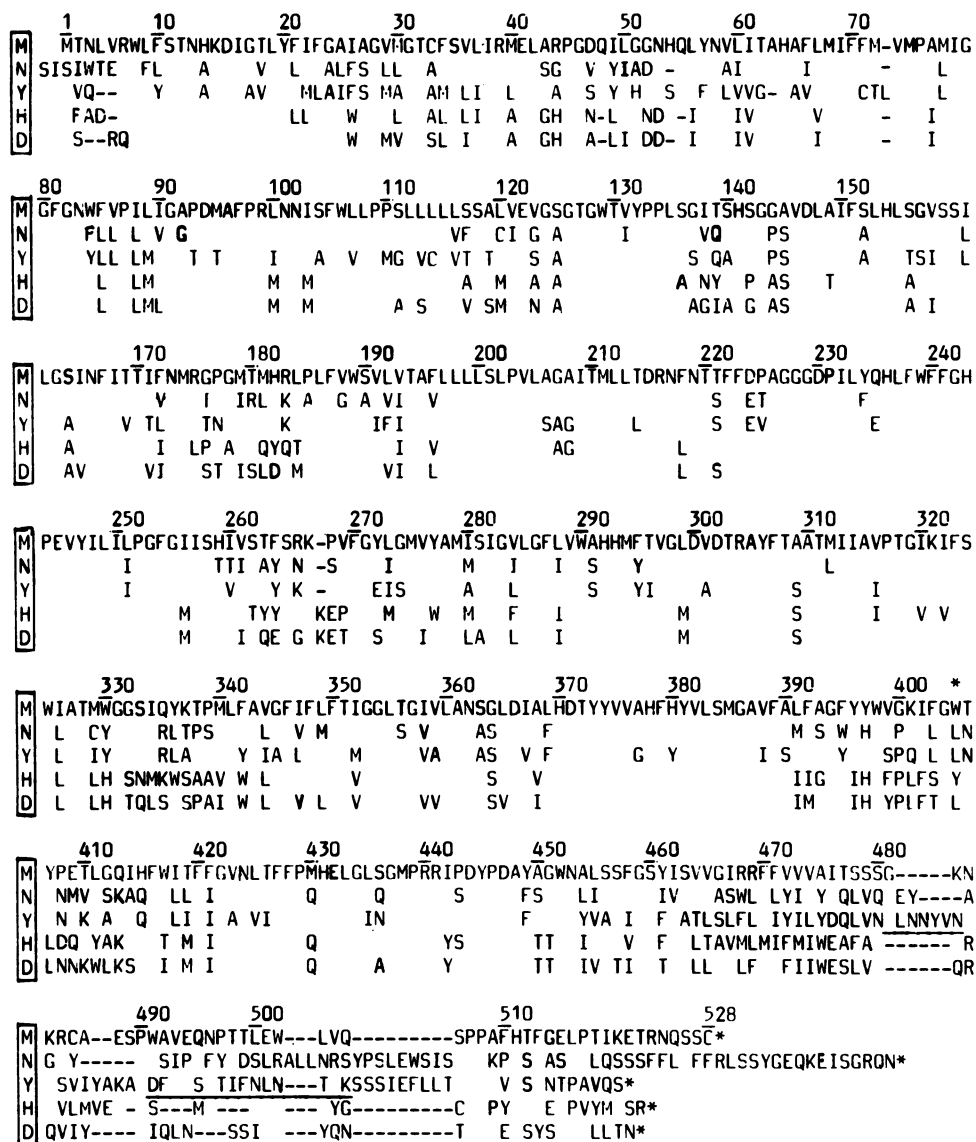 1 10 20 30 40 50 60 70
M MTNLVRWLFSTNHKDIGTLYFIFGAIAGVMGTCFSVLIRMELARPGDQILGGNHQLYNVLITAHAFLMIFFM-VMPAMIG
N SISIWTE FL A V L ALFS LL A SG V YIAD - AI I - L
Y VQ-- Y A AV MLAIFS MA AM LI L A S Y H S F LVVG- AV CTL L
H FAD- LL W L AL LI A GH N-L ND -I IV V - I
D S--RQ W MV SL I A GH A-LI DD- I IV I - I
80 90 100 110 120 130 140 150
M GFGNWFVPILIGAPDMAFPRLNNISFWLLPPSLLLLLSSALVEVGSGTGWTVYPPLSGITSHSGGAVDLAIFSLHLSGVSSI
N FLL L V G VF CI G A I VQ PS A L
Y YLL LM T T I A V MG VC VT T A A S QA PS A TSI L
H L LM M M A M A A A NY P AS T A
D L LML M M A S V SM N A AGIA G AS A I
170 180 190 200 210 220 230 240
M LGSINFITTIFNMRGPGMTMHRLPLFVWSVLVTAFLLLLSLPVLAGAITMLLTDRNFNTTFFDPAGGGDPILYQHLFWFFGH
N V I IRL K A G A VI V S ET F
Y A V TL TN K IFI SAG L S EV E
H A I LP A QYQT I V AG L
D AV VI ST ISLD M VI L L S
250 260 270 280 290 300 310 320
M PEVYILILPGFGIISHIVSTFSRK-PVFGYLGMVYAMISIGVLGFLVWAHHMFTVGLDVDTRAYFTAATMIIAVPTGIKIFS
N I TTI AY N -S I M I I S Y L
Y I V Y K - EIS A L S YI A S I
H M TYY KEP M W M F I M S I V V
D M I QE G KET S I LA L I M S
330 340 350 360 370 380 390 400 *
M WIATMWGGSIQYKTPMLFAVGFIFLFTIGGLTGIVLANSGLDIALHDTYYVVAHFHYVLSMGAVFALFAGFYYWVGKIFGWT
N L CY RLTPS L V M S V AS F M S W H P L LN
Y L IY RLA Y IA L M VA AS V F G Y I S Y SPQ L LN
H L LH SNMKWSAAV W L V S V IIG IH FPLFS Y
D L LH TQLS SPAI W L V L V VV SV I IM IH YPLFT L
410 420 430 440 450 460 470 480
M YPETLGQIHFWITFFGVNLTFFPMHELGLSGMPRRIPDYPDAYAGWNALSSFGSYISVVGIRRFFVVVAITSSSG-----KN
N NMV SKAQ LL I Q Q S FS LI IV ASWL LYI Y QLVQ EY----A
Y N K A Q LI I A VI IN F YVA I F ATLSLFL IYILYDQLVN LNNYVN
H LDQ YAK T M I Q YS TT I V F LTAVMLMIFMIWEAFA ------ R
D LNNKWLKS I M I Q A Y TT IV TI T LL LF FIIWESLV ------QR
490 500 510 528
M KRCA--ESPWAVEQNPTTLEW--LVQ---------SPPAFHTFGELPTIKETRNQSSC*
N G Y----- SIP FY DSLRALLNRSYPSLEWSIS KP S AS LQSSSFFL FFRLSSYGEQKEISGRQN*
Y SVIYAKA DF S TIFNLN---T KSSSIEFLLT V S NTPAVQS*
H VLMVE - S---M --- --- YG---------C PY E PVYM SR*
D QVIY---- IQLN----SSI ---YQN---------T E SYS LLTN*